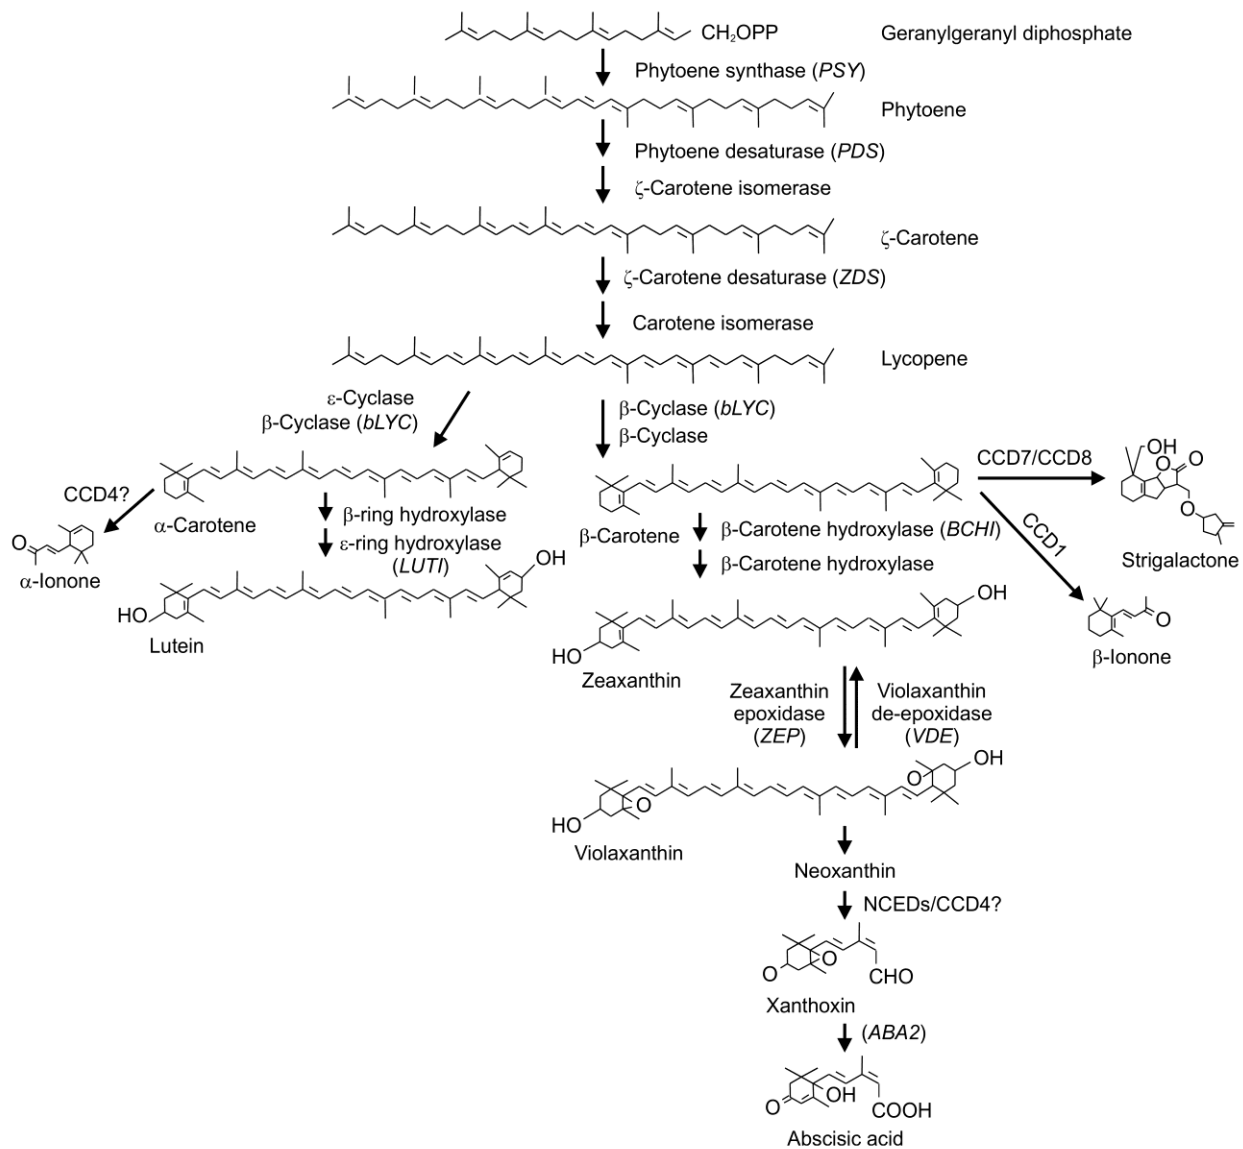 CH2OPP
Geranylgeranyl diphosphate
Phytoene synthase (PSY)
Phytoene
Phytoene desaturase (PDS)
ζ-Carotene isomerase
ζ-Carotene
ζ-Carotene desaturase (ZDS)
Carotene isomerase
Lycopene
ε-Cyclase
β-Cyclase (bLYC)
β-Cyclase (bLYC)
β-Cyclase
CCD4?
α-Carotene
β-ring hydroxylase
ε-ring hydroxylase
(LUTI)
O
α-Ionone
OH
HO
Lutein
β-Carotene
β-Carotene hydroxylase (BCHI)
β-Carotene hydroxylase
CCD7/CCD8
CCD1
OH
O
O
O
Strigalactone
O
β-Ionone
OH
HO
Zeaxanthin
Zeaxanthin
epoxidase
(ZEP)
Violaxanthin
de-epoxidase
(VDE)
OH
O
O
HO
Violaxanthin
Neoxanthin
NCEDs/CCD4?
O
O
CHO
Xanthoxin
(ABA2)
OH
O
COOH
Abscisic acid